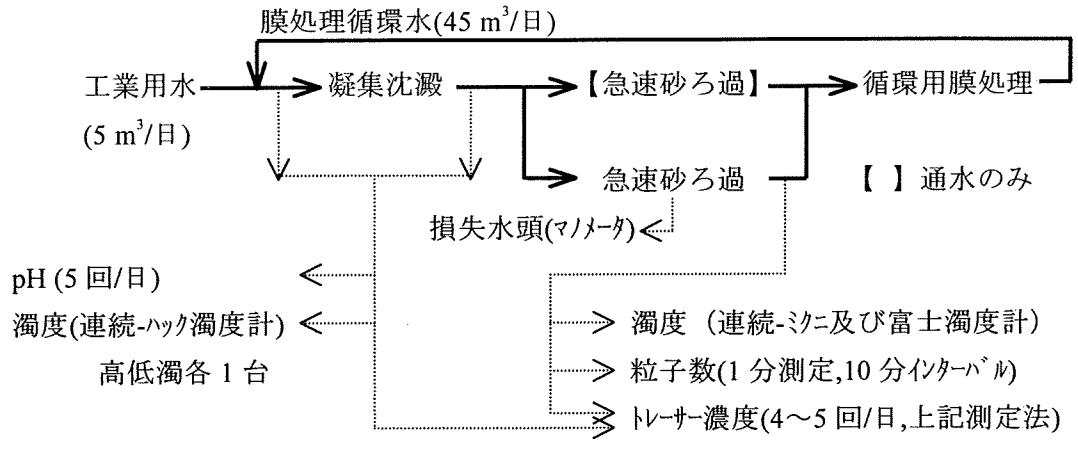 膜処理循環水(45 m³/日)
工業用水
(5 m³/日)
凝集沈澱
【急速砂ろ過】
循環用膜処理
急速砂ろ過
【 】通水のみ
損失水頭(ﾏﾉﾒｰﾀ)
pH (5 回/日)
濁度(連続-ﾊｯｸ濁度計)
高低濁各 1 台
濁度（連続-ﾐｸﾆ及び富士濁度計）
粒子数(1 分測定,10 分ｲﾝﾀｰﾊﾞﾙ)
ﾄﾚｰｻｰ濃度(4～5 回/日,上記測定法)